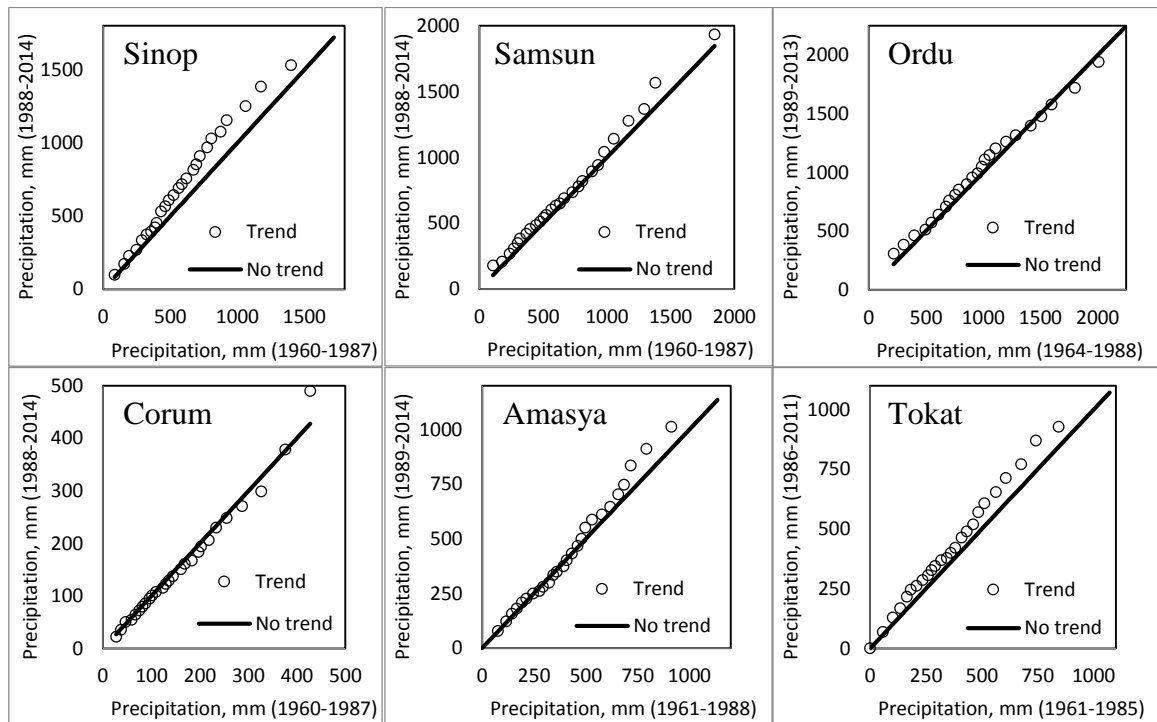 Precipitation, mm (1988-2014)
Sinop
1500
1000
500
0
Trend
No trend
0 500 1000 1500
Precipitation, mm (1960-1987)
Precipitation, mm (1988-2014)
Samsun
2000
1500
1000
500
0
Trend
No trend
0 500 1000 1500 2000
Precipitation, mm (1960-1987)
Precipitation, mm (1989-2013)
Ordu
2000
1500
1000
500
0
Trend
No trend
0 500 1000 1500 2000
Precipitation, mm (1964-1988)
Precipitation, mm (1988-2014)
Corum
500
400
300
200
100
0
Trend
No trend
0 100 200 300 400 500
Precipitation, mm (1960-1987)
Precipitation, mm (1989-2014)
Amasya
1000
750
500
250
0
Trend
No trend
0 250 500 750 1000
Precipitation, mm (1961-1988)
Precipitation, mm (1986-2011)
Tokat
1000
750
500
250
0
Trend
No trend
0 250 500 750 1000
Precipitation, mm (1961-1985)